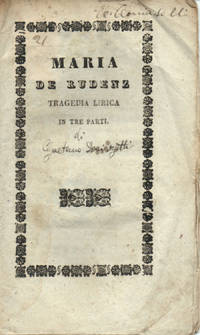 21
MARIA
DE RUDENZ
TRAGEDIA LIRICA
IN TRE PARTI.
di
Gaetano Donizetti